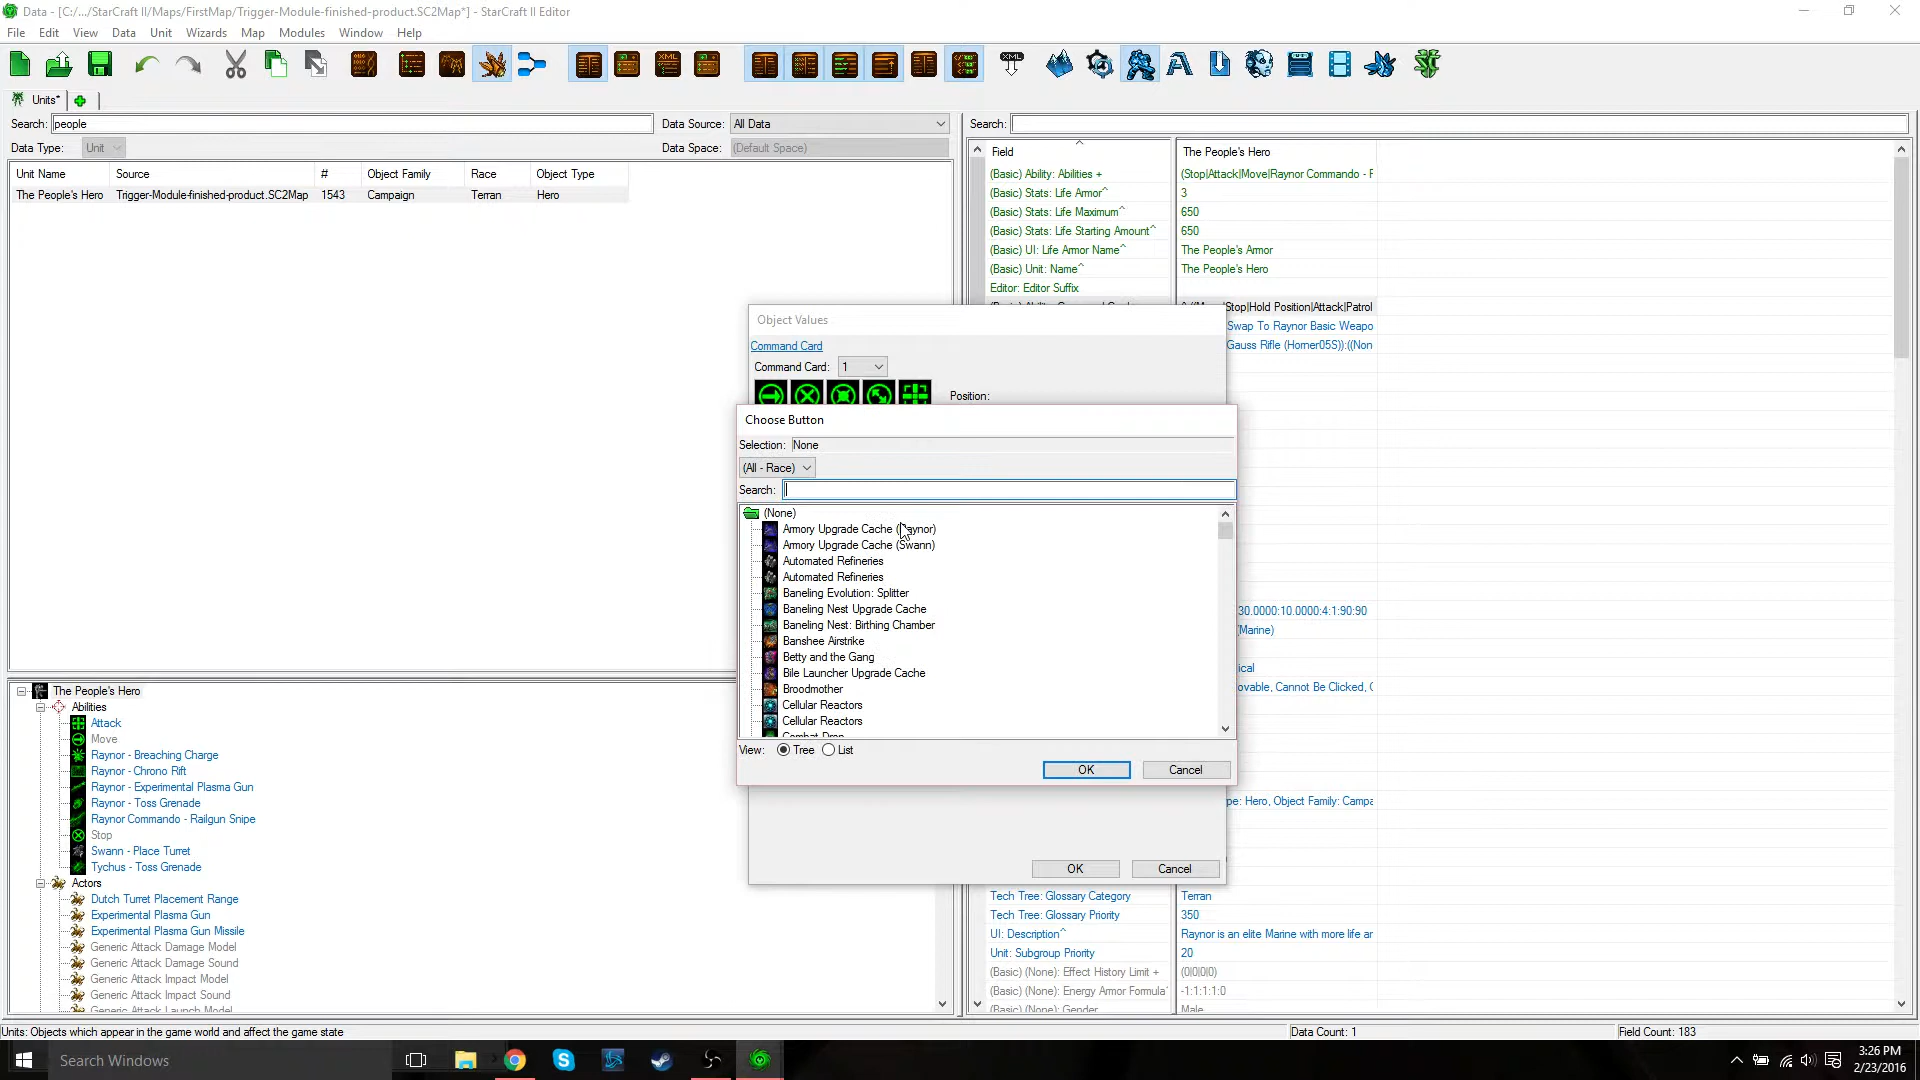 Data - [C:/.../StarCraft II/Maps/FirstMap/Trigger-Module-finished-product.SC2Map*] - StarCraft II Editor
File Edit View Data Unit Wizards Map Modules Window Help
XML
XML
Units*
Search: people
Data Source: All Data
Data Type: Unit
Data Space: (Default Space)
Unit Name Source # Object Family Race Object Type
The People's Hero Trigger-Module-finished-product.SC2Map 1543 Campaign Terran Hero
Search:
Field The People's Hero
(Basic) Ability: Abilities + (Stop|Attack|Move|Raynor Commando - F
(Basic) Stats: Life Armor^ 3
(Basic) Stats: Life Maximum^ 650
(Basic) Stats: Life Starting Amount^ 650
(Basic) UI: Life Armor Name^ The People's Armor
(Basic) Unit: Name^ The People's Hero
Editor: Editor Suffix
Stop|Hold Position|Attack|Patrol
Swap To Raynor Basic Weapo
Gauss Rifle (Horner05S)):((Non
30.0000:10.0000:4:1:90:90
(Marine)
ical
ovable, Cannot Be Clicked, C
pe: Hero, Object Family: Campa
Object Values
Command Card
Command Card: 1
Position:
Choose Button
Selection: None
(All - Race)
Search:
(None)
Armory Upgrade Cache (Raynor)
Armory Upgrade Cache (Swann)
Automated Refineries
Automated Refineries
Baneling Evolution: Splitter
Baneling Nest Upgrade Cache
Baneling Nest: Birthing Chamber
Banshee Airstrike
Betty and the Gang
Bile Launcher Upgrade Cache
Broodmother
Cellular Reactors
Cellular Reactors
Combat Drop
View: Tree List
OK Cancel
OK Cancel
The People's Hero
Abilities
Attack
Move
Raynor - Breaching Charge
Raynor - Chrono Rift
Raynor - Experimental Plasma Gun
Raynor - Toss Grenade
Raynor Commando - Railgun Snipe
Stop
Swann - Place Turret
Tychus - Toss Grenade
Actors
Dutch Turret Placement Range
Experimental Plasma Gun
Experimental Plasma Gun Missile
Generic Attack Damage Model
Generic Attack Damage Sound
Generic Attack Impact Model
Generic Attack Impact Sound
Generic Attack Launch Model
Tech Tree: Glossary Category Terran
Tech Tree: Glossary Priority 350
UI: Description^ Raynor is an elite Marine with more life ar
Unit: Subgroup Priority 20
(Basic) (None): Effect History Limit + (0|0|0|0)
(Basic) (None): Energy Armor Formula^ -1:1:1:1:0
(Basic) (None): Gender Male
Units: Objects which appear in the game world and affect the game state
Data Count: 1
Field Count: 183
Search Windows
3:26 PM
2/23/2016